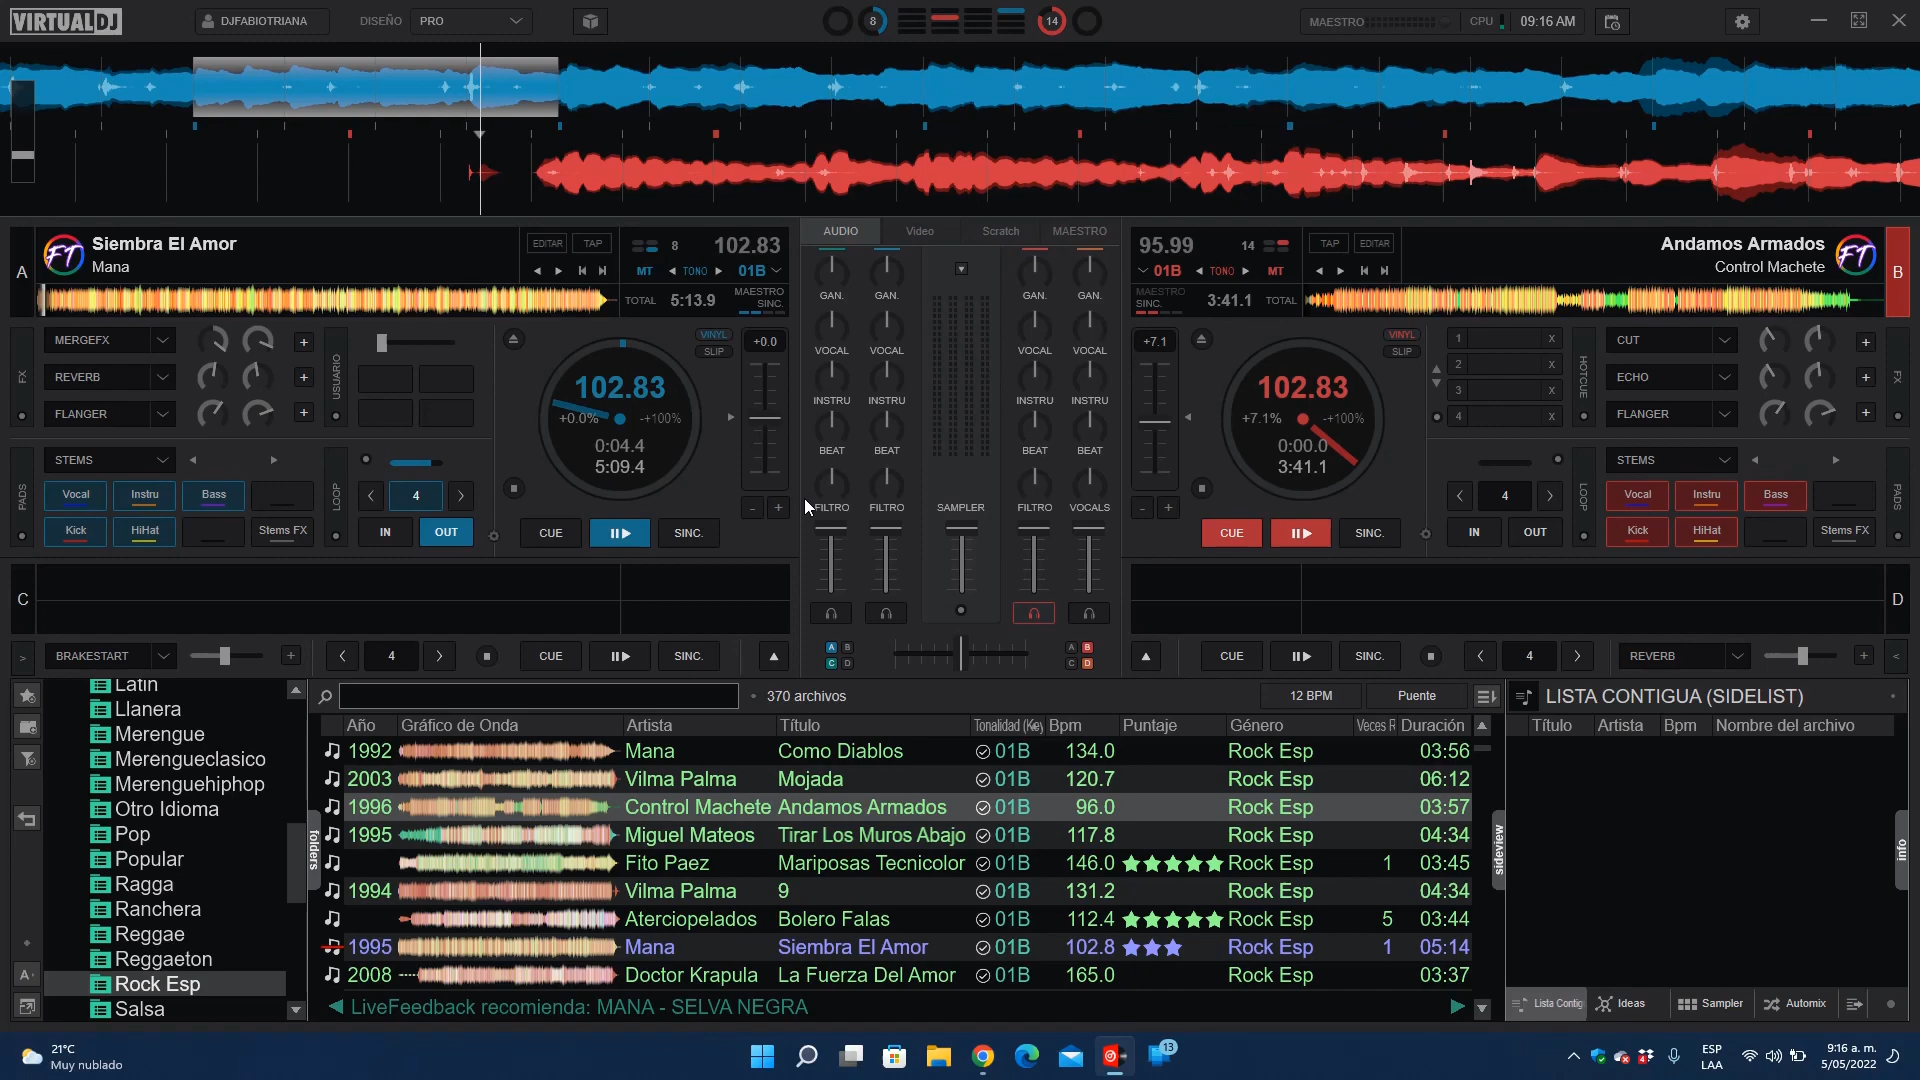 VIRTUALDJ
DJFABIOTRIANA
DISEÑO PRO
8
14
MAESTRO CPU 09:16 AM
A
FT
Siembra El Amor
Mana
EDITAR TAP
8 102.83
MT TONO 01B
TOTAL 5:13.9 MAESTRO SINC.
AUDIO Video Scratch MAESTRO
95.99 14 TAP EDITAR
01B TONO MT
MAESTRO SINC. 3:41.1 TOTAL
Andamos Armados
Control Machete
FT
B
FX
MERGEFX
REVERB
FLANGER
+
+
+
USUARIO
VINYL
SLIP
+0.0
102.83
+0.0% -+100%
0:04.4
5:09.4
- +
GAN. GAN. GAN. GAN.
VOCAL VOCAL VOCAL VOCAL
INSTRU INSTRU INSTRU INSTRU
BEAT BEAT BEAT BEAT
FILTRO FILTRO SAMPLER FILTRO VOCALS
+7.1
VINYL
SLIP
102.83
+7.1% -+100%
0:00.0
3:41.1
- +
1 X
2 X
3 X
4 X
HOTCUE
CUT
ECHO
FLANGER
+
+
+
FX
PADS
STEMS
Vocal Instru Bass
Kick HiHat Stems FX
LOOP
4
IN OUT
CUE SINC.
CUE SINC.
4
IN OUT
LOOP
STEMS
Vocal Instru Bass
Kick HiHat Stems FX
PADS
C
D
A B
C D
A B
C D
> BRAKESTART + 4 CUE SINC.
CUE SINC. 4 REVERB + <
Latin
Llanera
Merengue
Merengueclasico
Merenguehiphop
Otro Idioma
Pop
Popular
Ragga
Ranchera
Reggae
Reggaeton
Rock Esp
Salsa
folders
370 archivos 12 BPM Puente
Año Gráfico de Onda Artista Título Tonalidad (Key Bpm Puntaje Género Veces R Duración
1992 Mana Como Diablos 01B 134.0 Rock Esp 03:56
2003 Vilma Palma Mojada 01B 120.7 Rock Esp 06:12
1996 Control Machete Andamos Armados 01B 96.0 Rock Esp 03:57
1995 Miguel Mateos Tirar Los Muros Abajo 01B 117.8 Rock Esp 04:34
Fito Paez Mariposas Tecnicolor 01B 146.0 ★★★★★ Rock Esp 1 03:45
1994 Vilma Palma 9 01B 131.2 Rock Esp 04:34
Aterciopelados Bolero Falas 01B 112.4 ★★★★★ Rock Esp 5 03:44
1995 Mana Siembra El Amor 01B 102.8 ★★★ Rock Esp 1 05:14
2008 Doctor Krapula La Fuerza Del Amor 01B 165.0 Rock Esp 03:37
LiveFeedback recomienda: MANA - SELVA NEGRA
sideview
LISTA CONTIGUA (SIDELIST)
Título Artista Bpm Nombre del archivo
info
Lista Contig Ideas Sampler Automix
21°C
Muy nublado
13
ESP
LAA
9:16 a. m.
5/05/2022